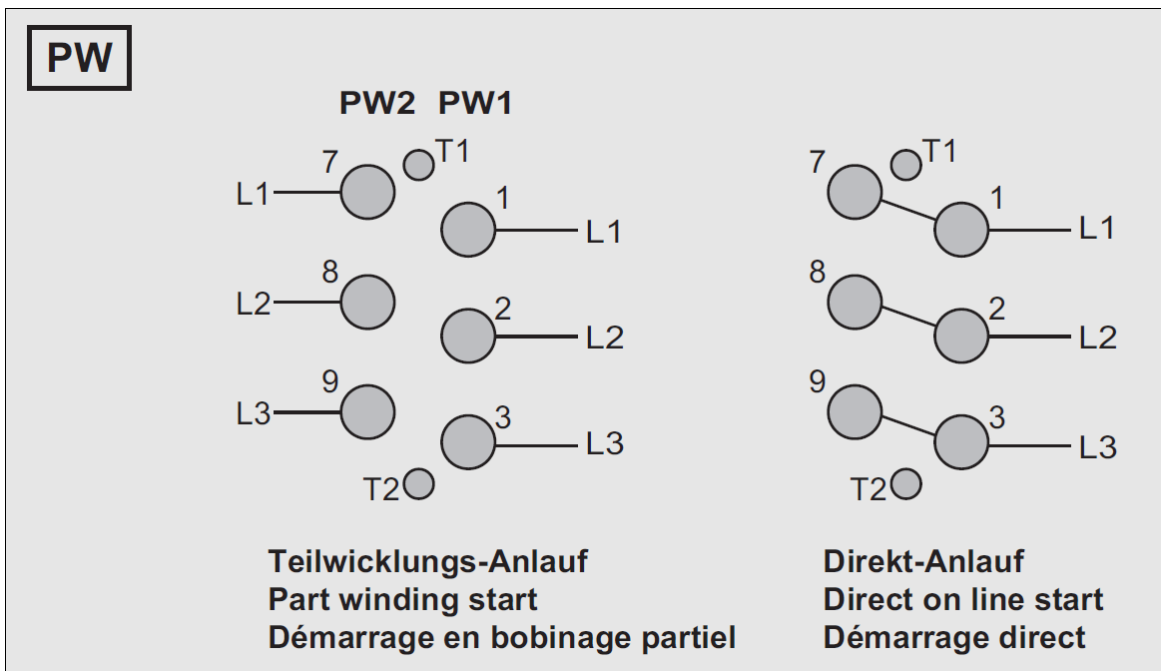 PW
PW2 PW1
7 T1
L1 1 L1
8
L2 2 L2
9
L3 3 L3
T2
Teilwicklungs-Anlauf
Part winding start
Démarrage en bobinage partiel
7 T1
1 L1
8
2 L2
9
3 L3
T2
Direkt-Anlauf
Direct on line start
Démarrage direct